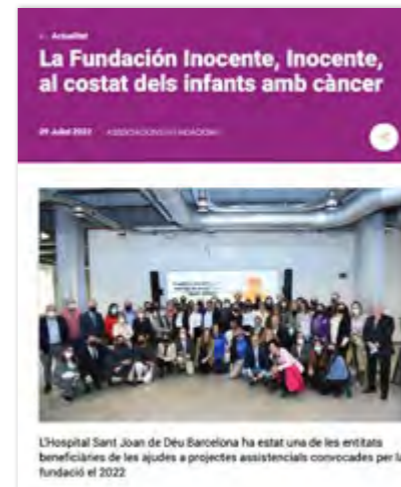 Actualitat
La Fundación Inocente, Inocente,
al costat dels infants amb càncer
29 Juliol 2022 ASSOCIACIONS I FUNDACIONS
L'Hospital Sant Joan de Déu Barcelona ha estat una de les entitats
beneficiàries de les ajudes a projectes assistencials convocades per la
fundació el 2022